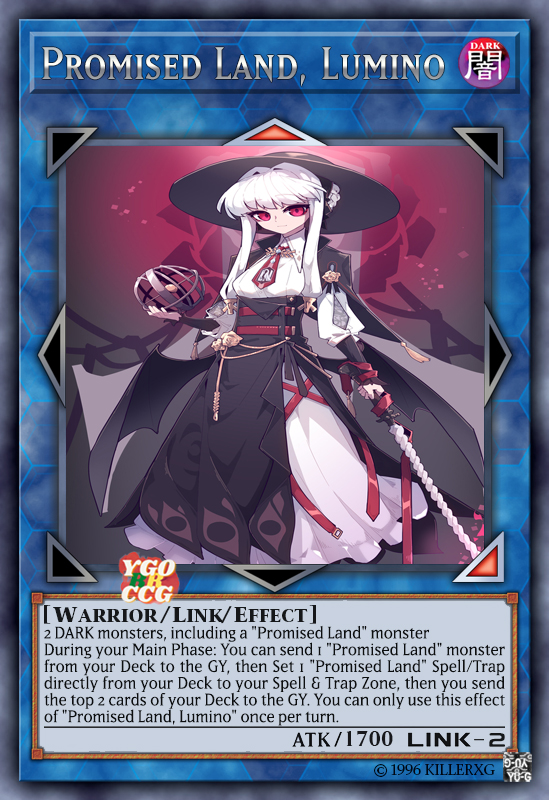 Promised Land, Lumino
DARK
闇
YGO
BR
CCG
[Warrior/Link/Effect]
2 DARK monsters, including a "Promised Land" monster
During your Main Phase: You can send 1 "Promised Land" monster
from your Deck to the GY, then Set 1 "Promised Land" Spell/Trap
directly from your Deck to your Spell & Trap Zone, then you send
the top 2 cards of your Deck to the GY. You can only use this effect
of "Promised Land, Lumino" once per turn.
ATK/1700 LINK-2
© 1996 KILLERXG
YU-G